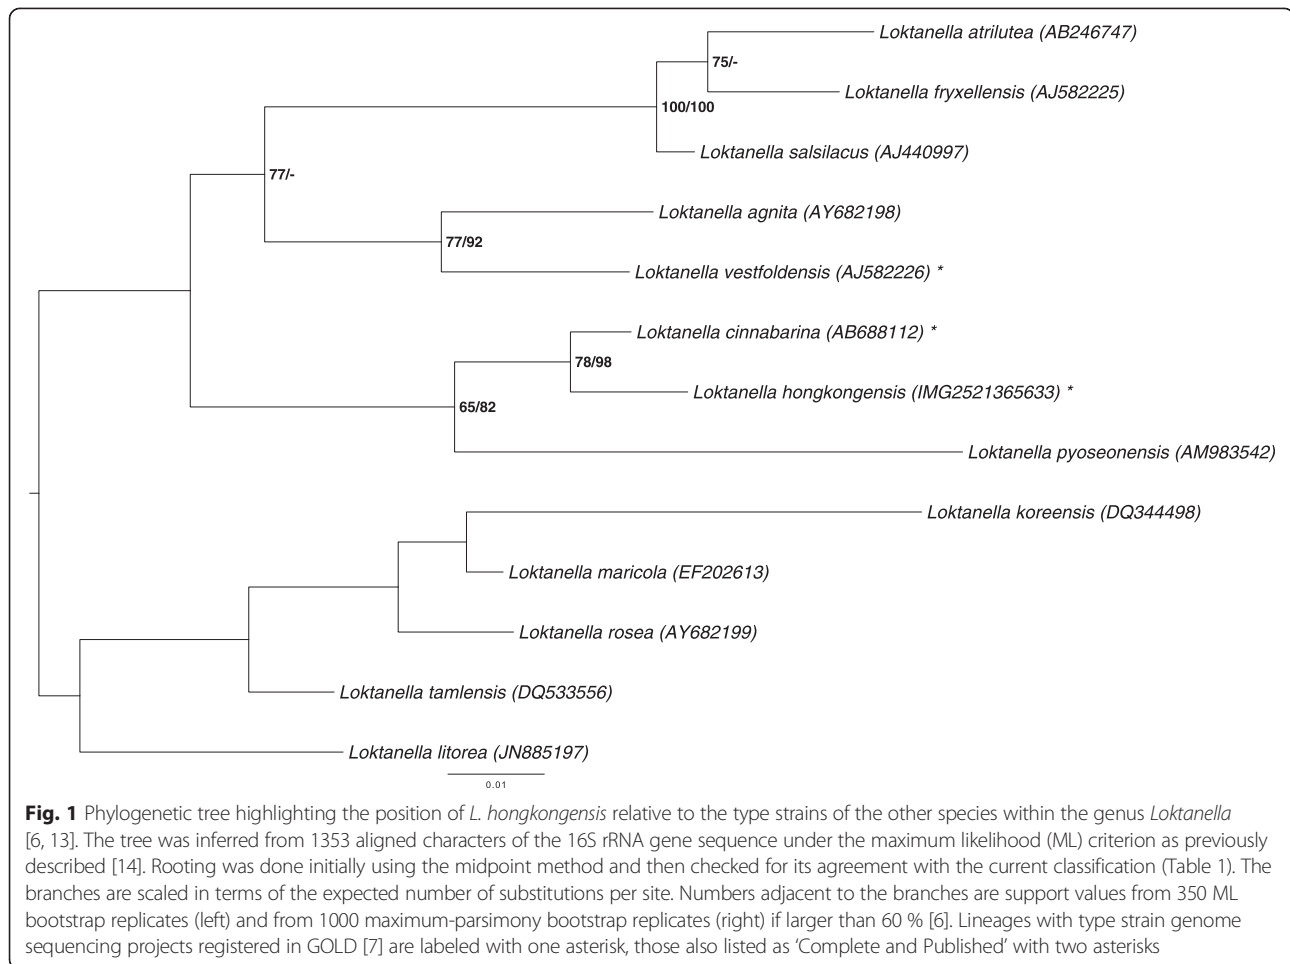 Loktanella atrilutea (AB246747)
75/-
Loktanella fryxellensis (AJ582225)
100/100
Loktanella salsilacus (AJ440997)
77/-
Loktanella agnita (AY682198)
77/92
Loktanella vestfoldensis (AJ582226) *
Loktanella cinnabarina (AB688112) *
78/98
Loktanella hongkongensis (IMG2521365633) *
65/82
Loktanella pyoseonensis (AM983542)
Loktanella koreensis (DQ344498)
Loktanella maricola (EF202613)
Loktanella rosea (AY682199)
Loktanella tamlensis (DQ533556)
Loktanella litorea (JN885197)
0.01
Fig. 1 Phylogenetic tree highlighting the position of L. hongkongensis relative to the type strains of the other species within the genus Loktanella
[6, 13]. The tree was inferred from 1353 aligned characters of the 16S rRNA gene sequence under the maximum likelihood (ML) criterion as previously
described [14]. Rooting was done initially using the midpoint method and then checked for its agreement with the current classification (Table 1). The
branches are scaled in terms of the expected number of substitutions per site. Numbers adjacent to the branches are support values from 350 ML
bootstrap replicates (left) and from 1000 maximum-parsimony bootstrap replicates (right) if larger than 60 % [6]. Lineages with type strain genome
sequencing projects registered in GOLD [7] are labeled with one asterisk, those also listed as 'Complete and Published' with two asterisks